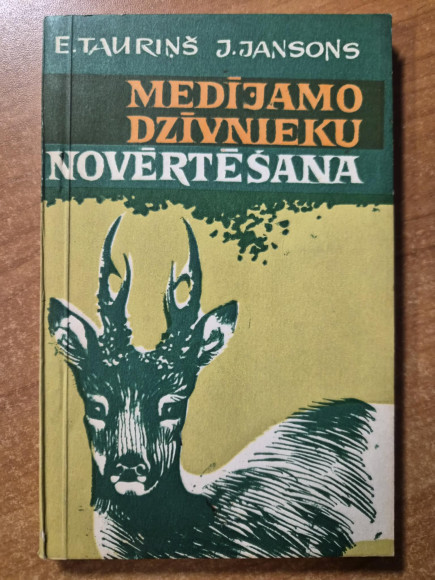 E. TAURIŅŠ J. JANSONS
MEDĪJAMO
DZĪVNIEKU
NOVĒRTĒŠANA